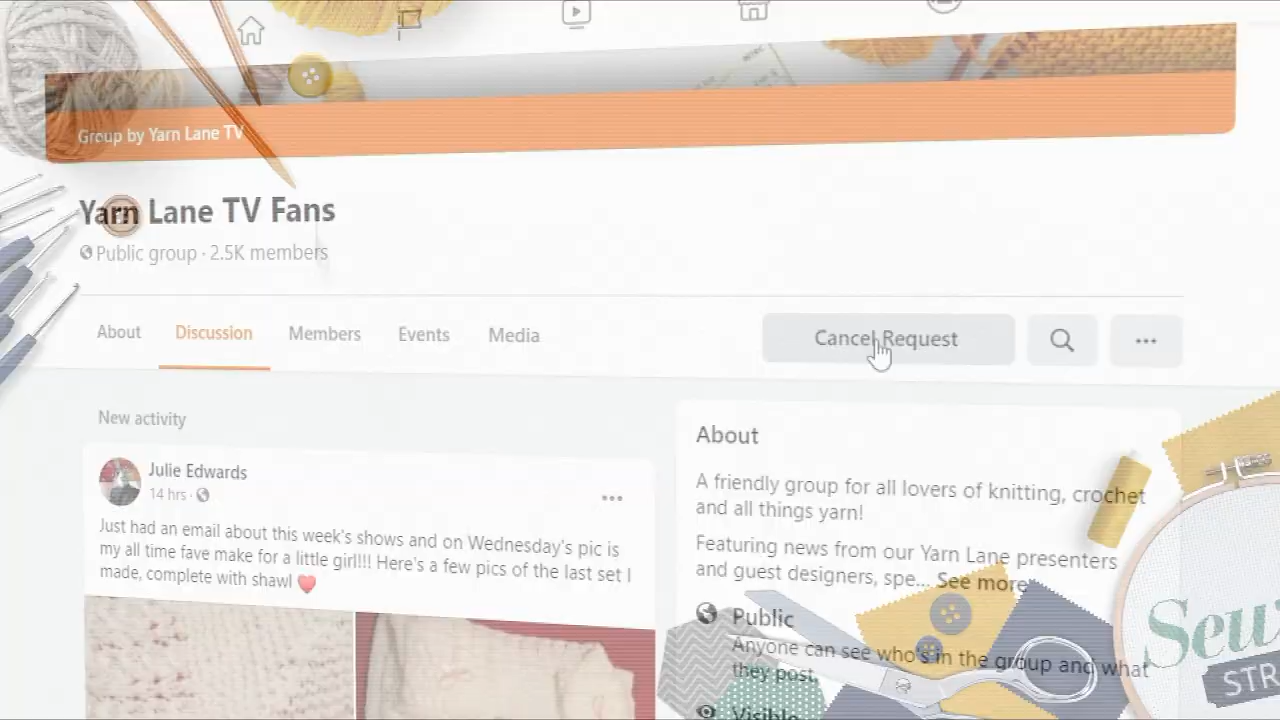 Group by Yarn Lane TV
Yarn Lane TV Fans
Public group · 2.5K members
About Discussion Members Events Media
Cancel Request
New activity
Julie Edwards
14 hrs ·
Just had an email about this week's shows and on Wednesday's pic is
my all time fave make for a little girl!!! Here's a few pics of the last set I
made, complete with shawl ❤️
About
A friendly group for all lovers of knitting, crochet
and all things yarn!
Featuring news from our Yarn Lane presenters
and guest designers, spe... See more
Public
Anyone can see who's in the group and what
they post.
Visible